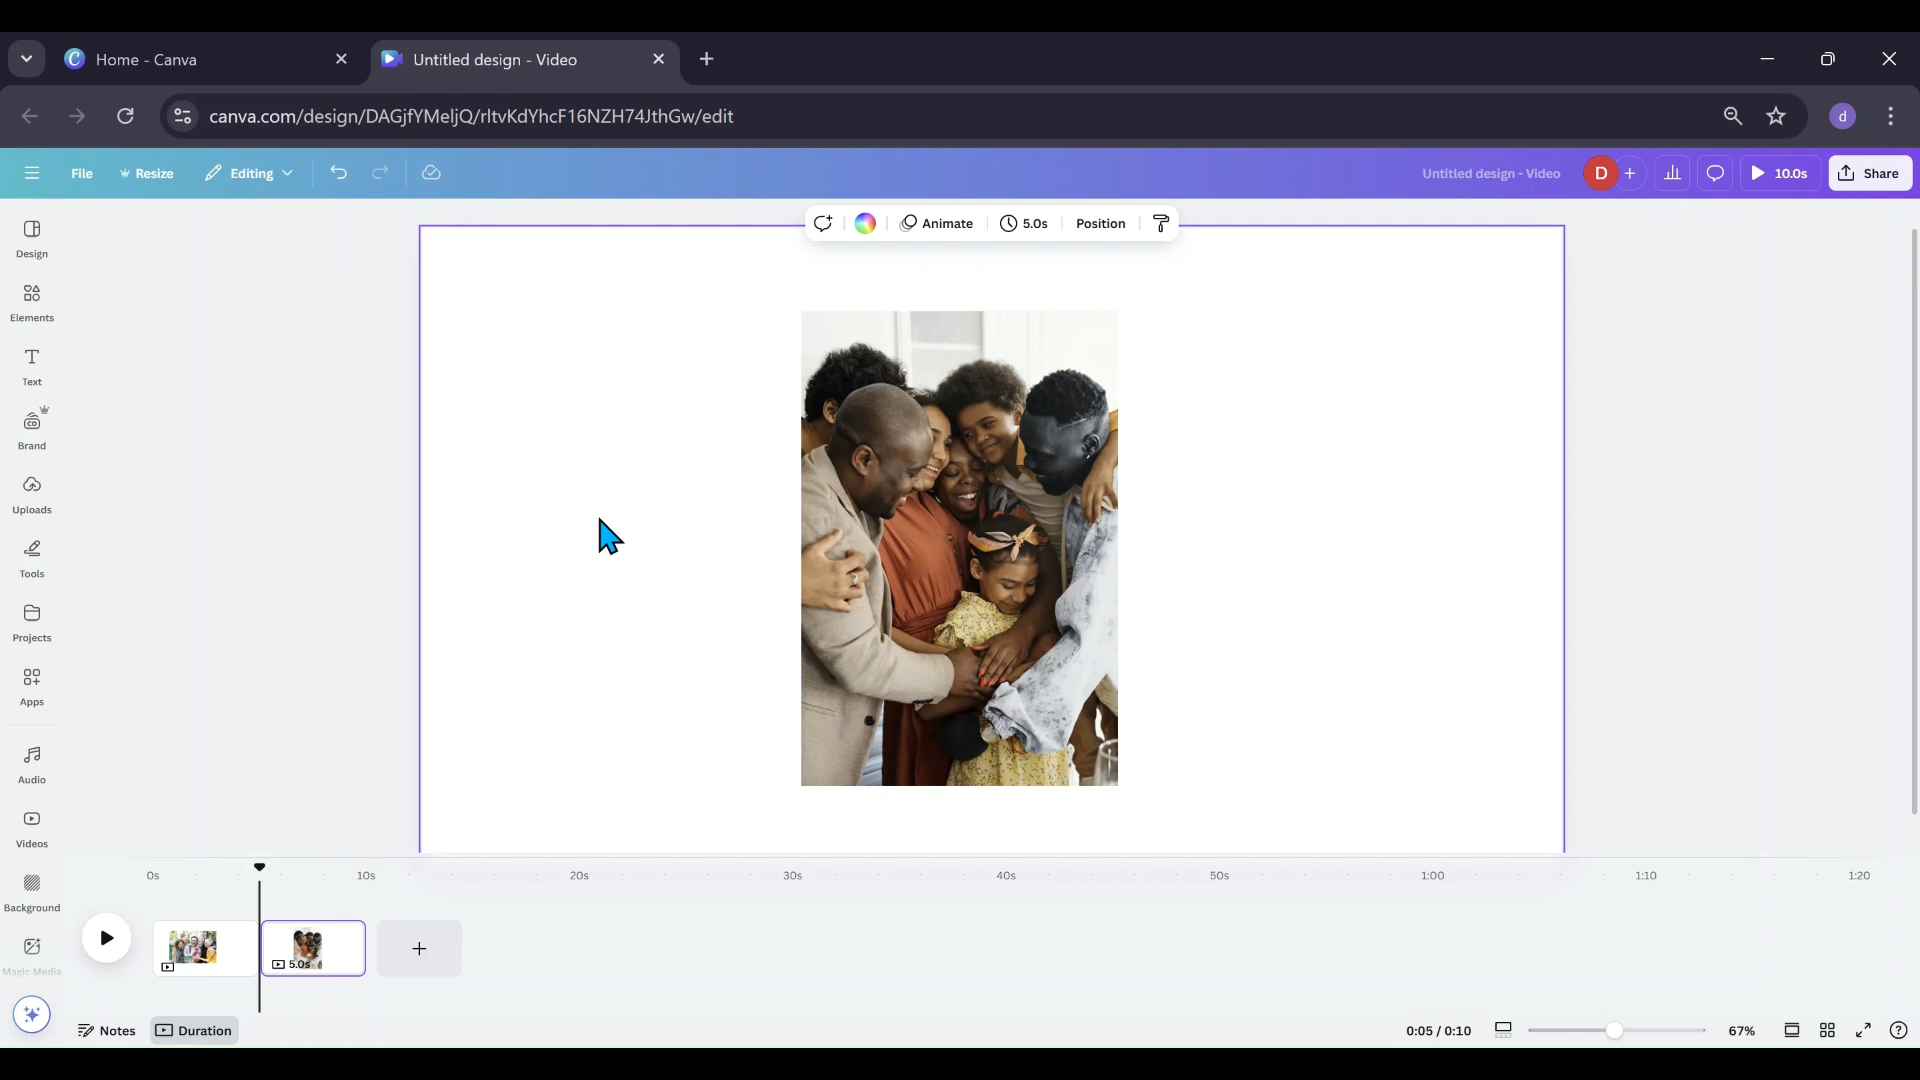 Home - Canva
Untitled design - Video
canva.com/design/DAGjfYMeljQ/rltvKdYhcF16NZH74JthGw/edit
d
File
Resize
Editing
Untitled design - Video
D
+
10.0s
Share
Animate
5.0s
Position
Design
Elements
Text
Brand
Uploads
Tools
Projects
Apps
Audio
Videos
Background
Magic Media
0s
10s
20s
30s
40s
50s
1:00
1:10
1:20
5.0s
+
Notes
Duration
0:05 / 0:10
67%